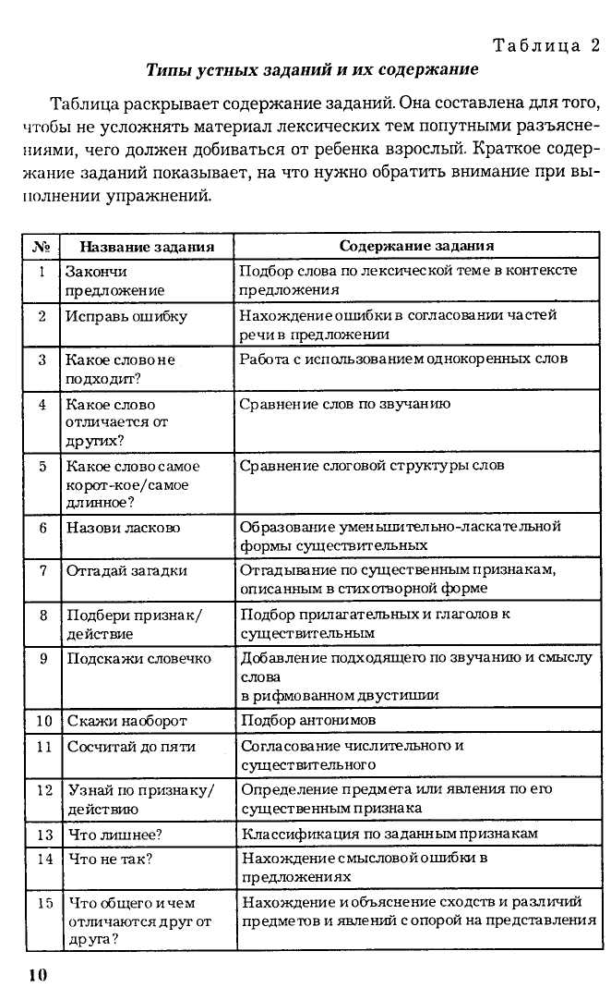 Таблица 2
Типы устных заданий и их содержание
Таблица раскрывает содержание заданий. Она составлена для того,
чтобы не усложнять материал лексических тем попутными разъясне-
ниями, чего должен добиваться от ребенка взрослый. Краткое содер-
жание заданий показывает, на что нужно обратить внимание при вы-
полнении упражнений.
№ Название задания Содержание задания
1 Закончи Подбор слова по лексической теме в контексте
предложение предложения
2 Исправь ошибку Нахождение ошибки в согласовании частей
речи в предложении
3 Какое слово не Работа с использованием однокоренных слов
подходит?
4 Какое слово Сравнение слов по звучанию
отличается от
других?
5 Какое слово самое Сравнение слоговой структуры слов
корот-кое/самое
длинное?
6 Назови ласково Образование уменьшительно-ласкательной
формы существительных
7 Отгадай загадки Отгадывание по существенным признакам,
описанным в стихотворной форме
8 Подбери признак/ Подбор прилагательных и глаголов к
действие существительным
9 Подскажи словечко Добавление подходящего по звучанию и смыслу
слова
в рифмованном двустишии
10 Скажи наоборот Подбор антонимов
11 Сосчитай до пяти Согласование числительного и
существительного
12 Узнай по признаку/ Определение предмета или явления по его
действию существенным признака
13 Что лишнее? Классификация по заданным признакам
14 Что не так? Нахождение смысловой ошибки в
предложениях
15 Что общего и чем Нахождение и объяснение сходств и различий
отличаются друг от предметов и явлений с опорой на представления
друга?
10